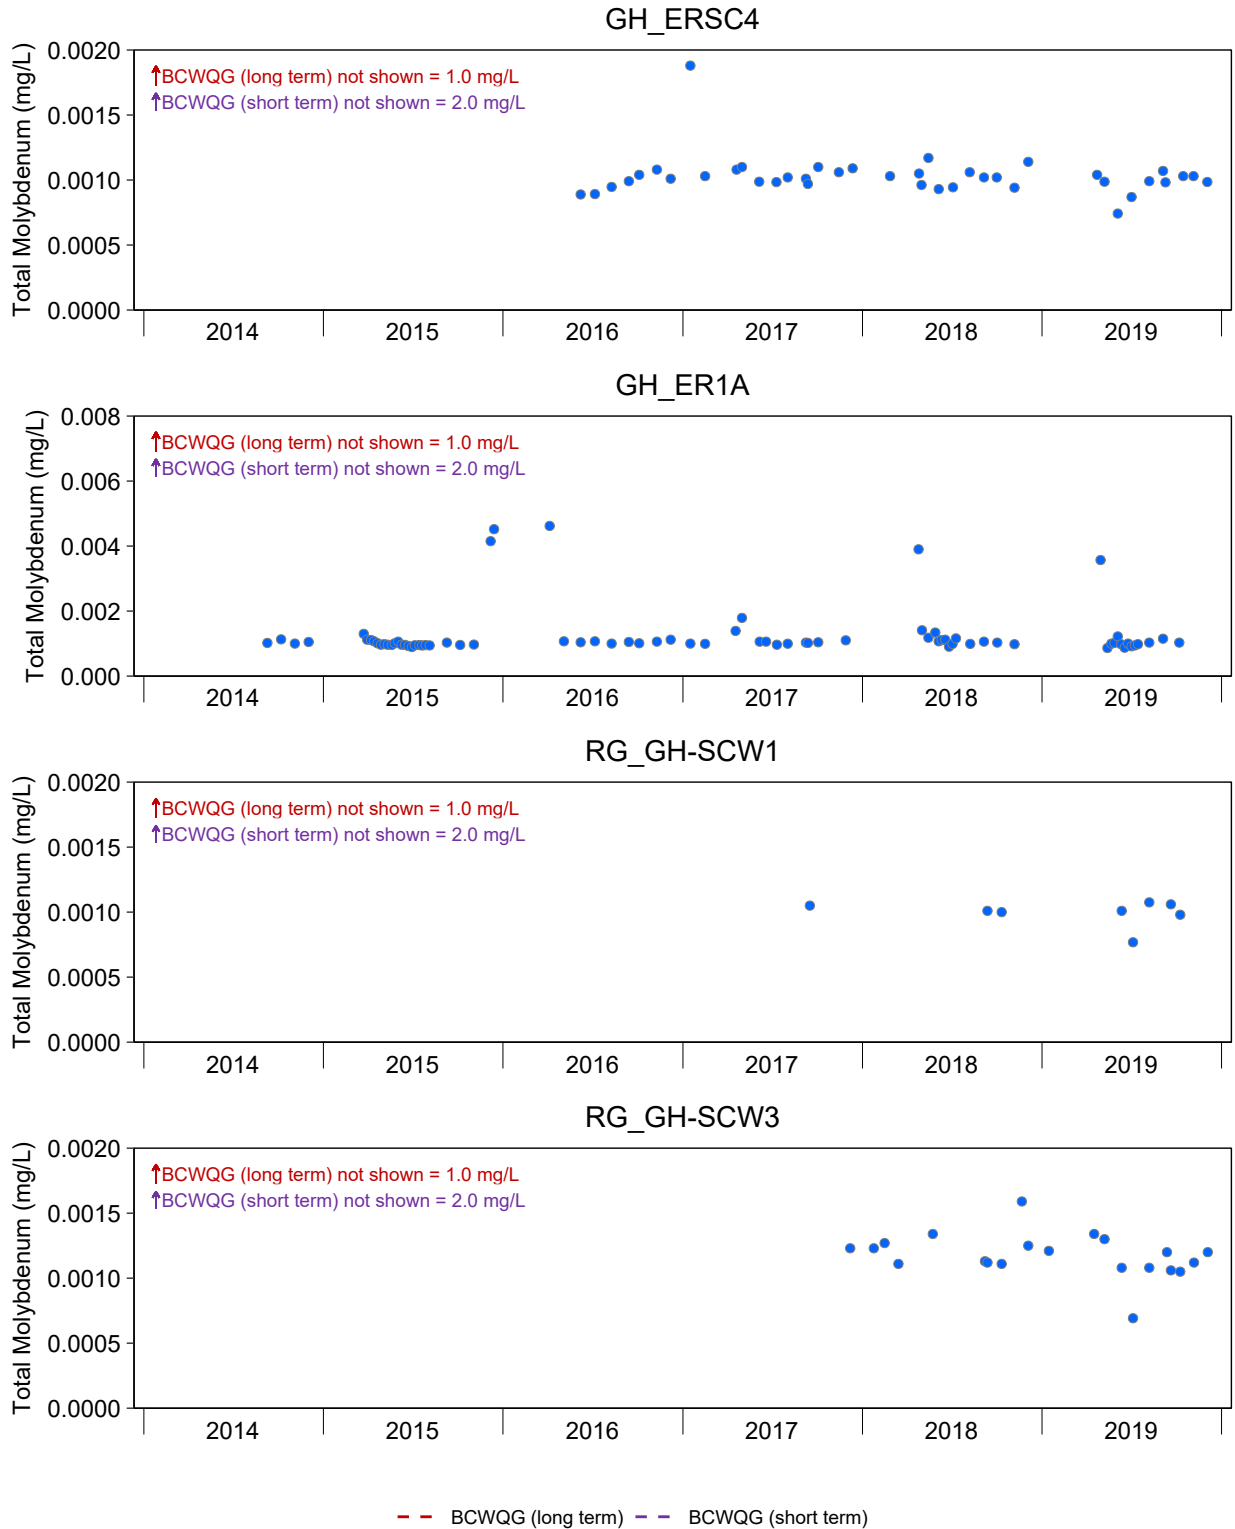 GH_ERSC4
Total Molybdenum (mg/L)
0.0020
0.0015
0.0010
0.0005
0.0000
BCWQG (long term) not shown = 1.0 mg/L
BCWQG (short term) not shown = 2.0 mg/L
2014 2015 2016 2017 2018 2019
GH_ER1A
Total Molybdenum (mg/L)
0.008
0.006
0.004
0.002
0.000
BCWQG (long term) not shown = 1.0 mg/L
BCWQG (short term) not shown = 2.0 mg/L
2014 2015 2016 2017 2018 2019
RG_GH-SCW1
Total Molybdenum (mg/L)
0.0020
0.0015
0.0010
0.0005
0.0000
BCWQG (long term) not shown = 1.0 mg/L
BCWQG (short term) not shown = 2.0 mg/L
2014 2015 2016 2017 2018 2019
RG_GH-SCW3
Total Molybdenum (mg/L)
0.0020
0.0015
0.0010
0.0005
0.0000
BCWQG (long term) not shown = 1.0 mg/L
BCWQG (short term) not shown = 2.0 mg/L
2014 2015 2016 2017 2018 2019
BCWQG (long term) BCWQG (short term)